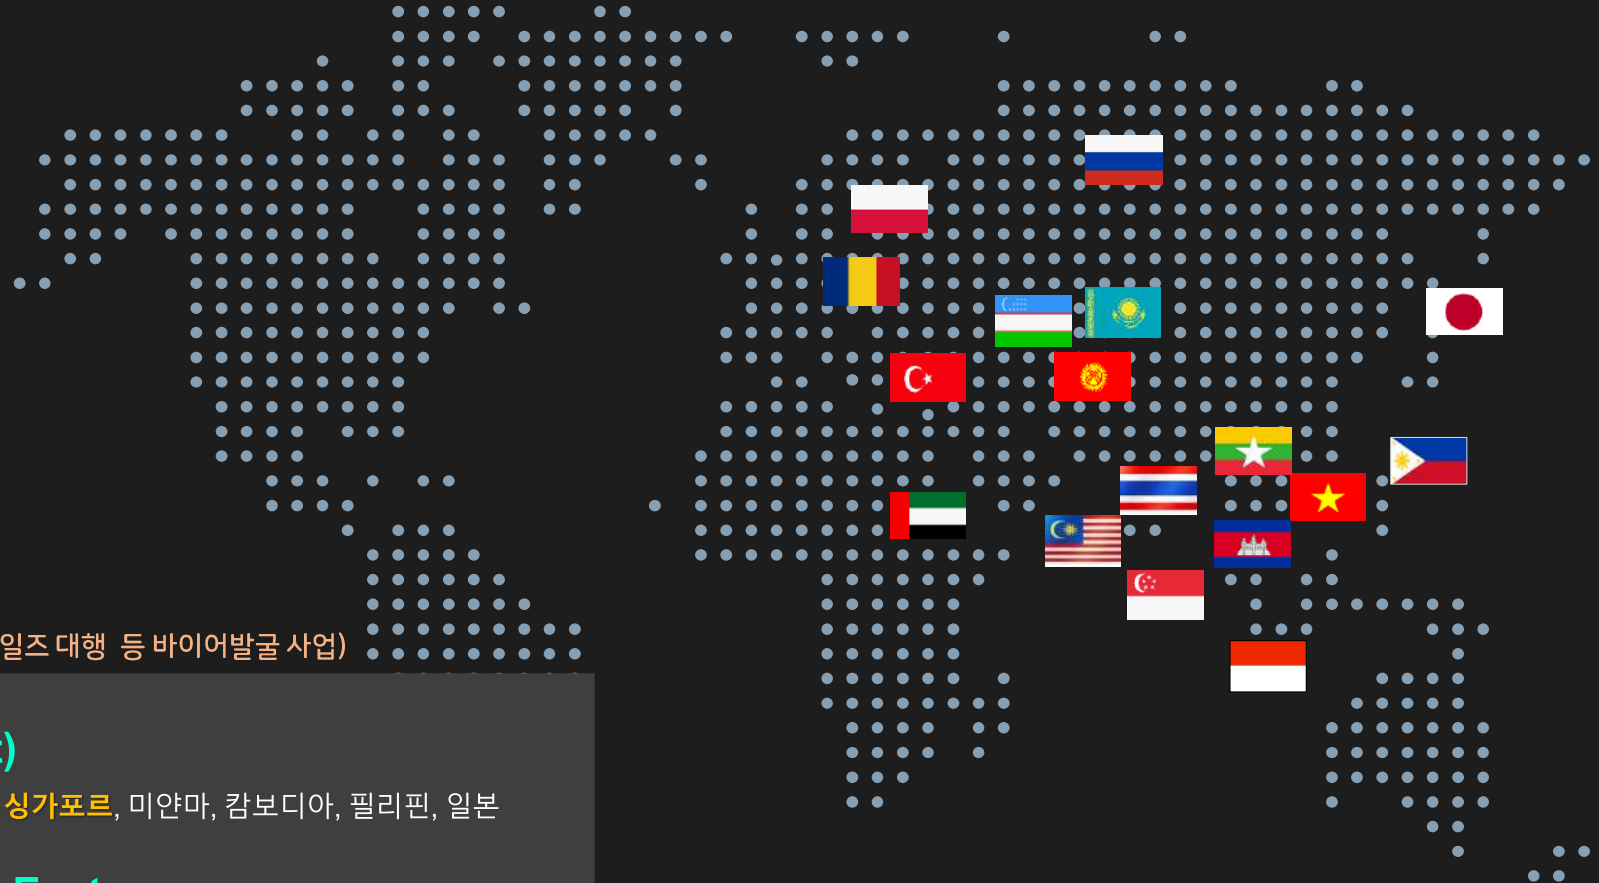 일즈 대행 등 바이어발굴 사업)
싱가포르, 미얀마, 캄보디아, 필리핀, 일본